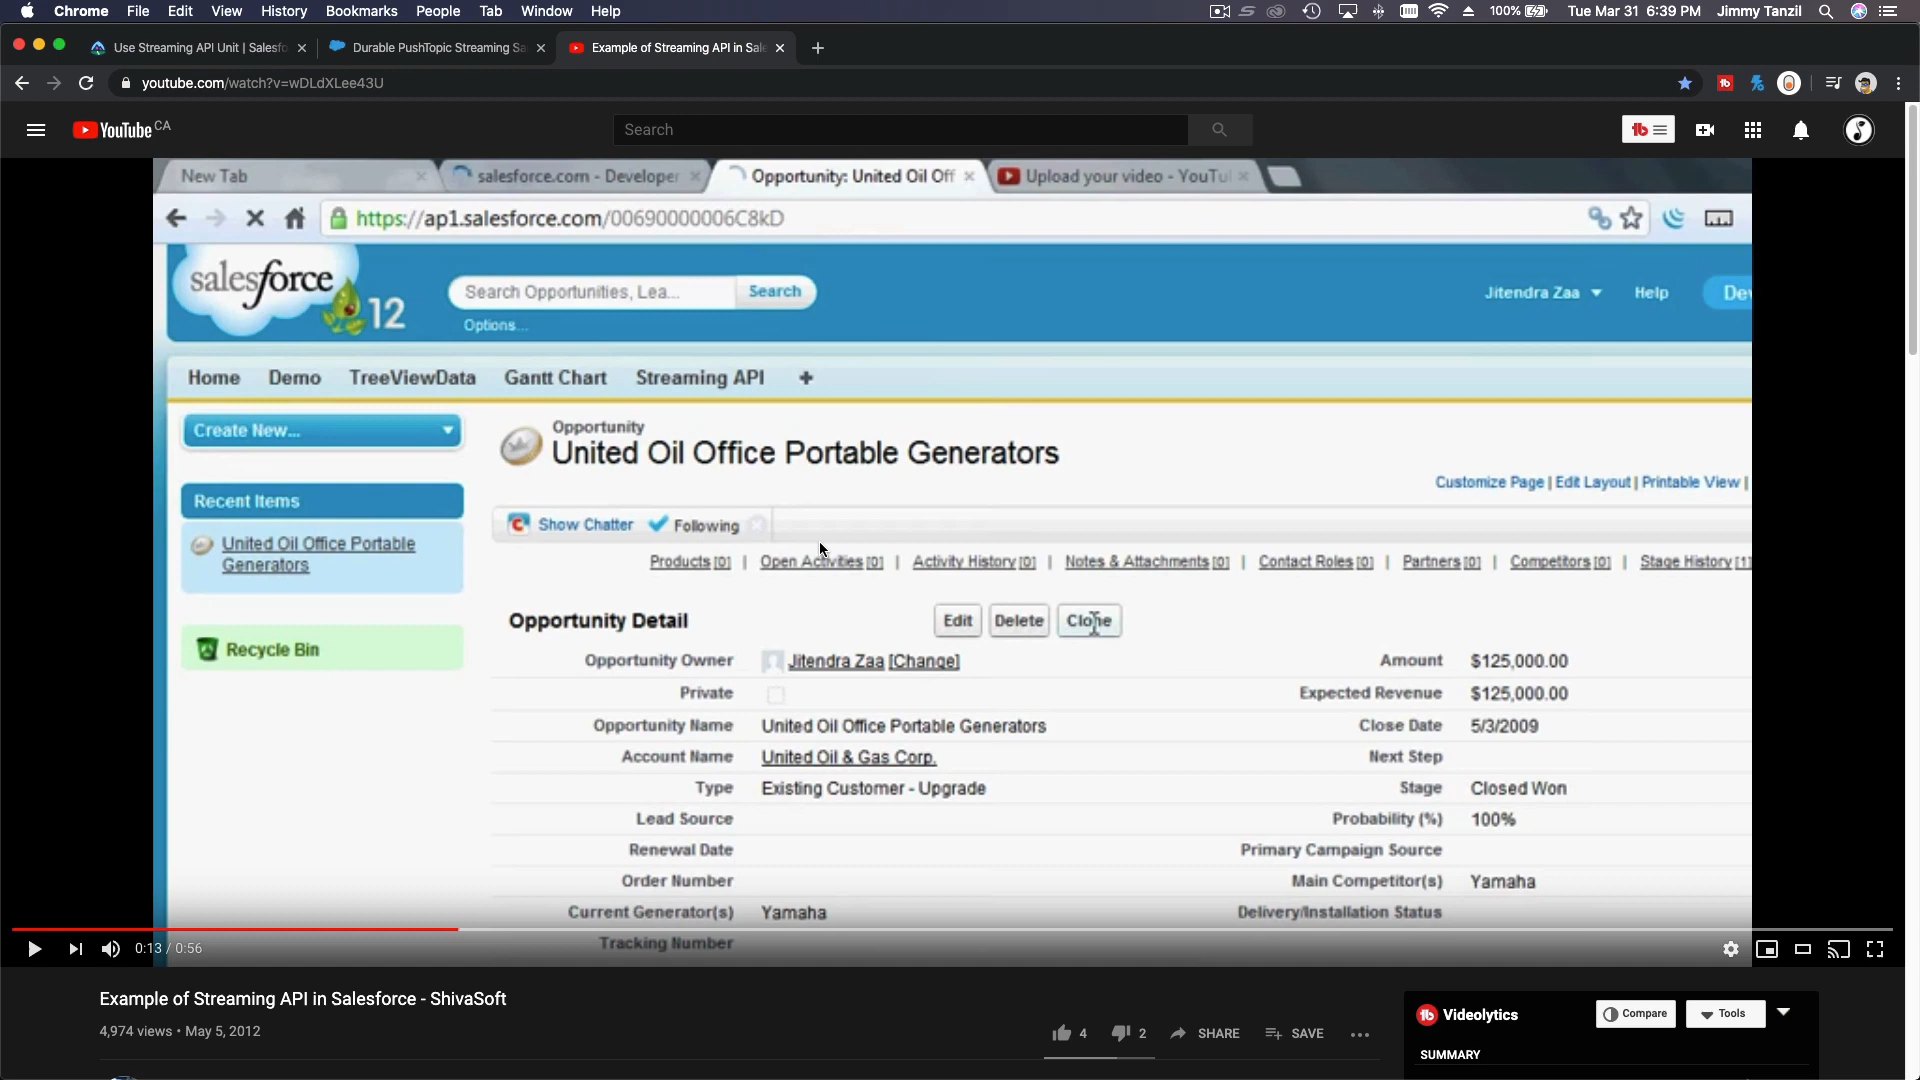 Chrome File Edit View History Bookmarks People Tab Window Help
100% Tue Mar 31 6:39 PM Jimmy Tanzil
Use Streaming API Unit | Salesfo
Durable PushTopic Streaming Sa
Example of Streaming API in Sale
youtube.com/watch?v=wDLdXLee43U
YouTube CA
Search
New Tab
salesforce.com - Developer
Opportunity: United Oil Off
Upload your video - YouTu
https://ap1.salesforce.com/00690000006C8kD
salesforce 12
Search Opportunities, Lea...
Search
Options...
Jitendra Zaa
Help
Dev
Home Demo TreeViewData Gantt Chart Streaming API +
Create New...
Recent Items
United Oil Office Portable
Generators
Recycle Bin
Opportunity
United Oil Office Portable Generators
Customize Page | Edit Layout | Printable View |
Show Chatter Following
Products [0] | Open Activities [0] | Activity History [0] | Notes & Attachments [0] | Contact Roles [0] | Partners [0] | Competitors [0] | Stage History [1]
Opportunity Detail Edit Delete Clone
Opportunity Owner Jitendra Zaa [Change] Amount $125,000.00
Private Expected Revenue $125,000.00
Opportunity Name United Oil Office Portable Generators Close Date 5/3/2009
Account Name United Oil & Gas Corp. Next Step
Type Existing Customer - Upgrade Stage Closed Won
Lead Source Probability (%) 100%
Renewal Date Primary Campaign Source
Order Number Main Competitor(s) Yamaha
Current Generator(s) Yamaha Delivery/Installation Status
Tracking Number
0:13 / 0:56
Example of Streaming API in Salesforce - ShivaSoft
4,974 views • May 5, 2012
4 2 SHARE SAVE
Videolytics
Compare Tools
SUMMARY